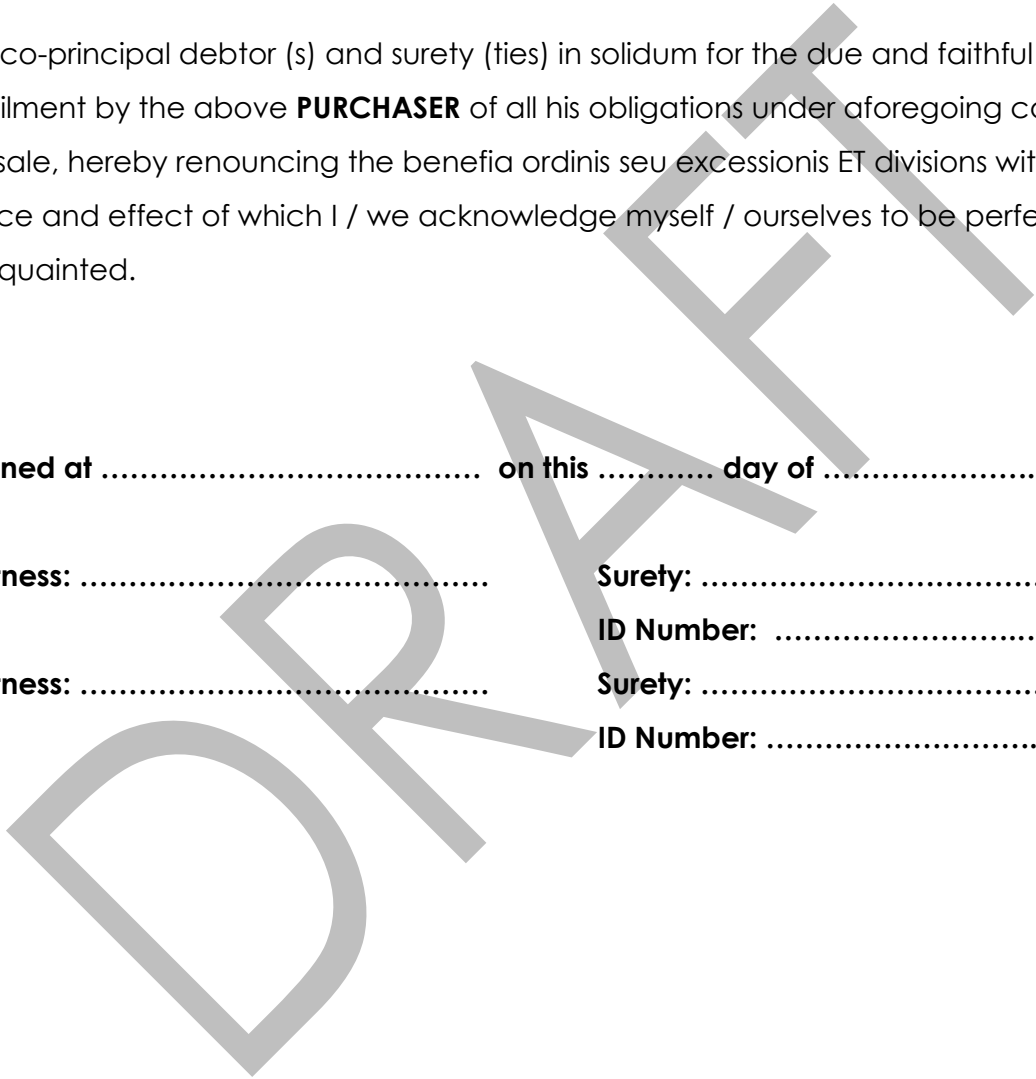 co-principal debtor (s) and surety (ties) in solidum for the due and faithful
ilment by the above PURCHASER of all his obligations under aforegoing co
sale, hereby renouncing the benefia ordinis seu excessionis ET divisions wit
ce and effect of which I / we acknowledge myself / ourselves to be perfe
quainted.
ned at ………………………………… on this ………… day of …………………
ness: …………………………………… Surety: ………………………………
ID Number: ………………………
ness: …………………………………… Surety: ………………………………
ID Number: ………………………
DRAFT